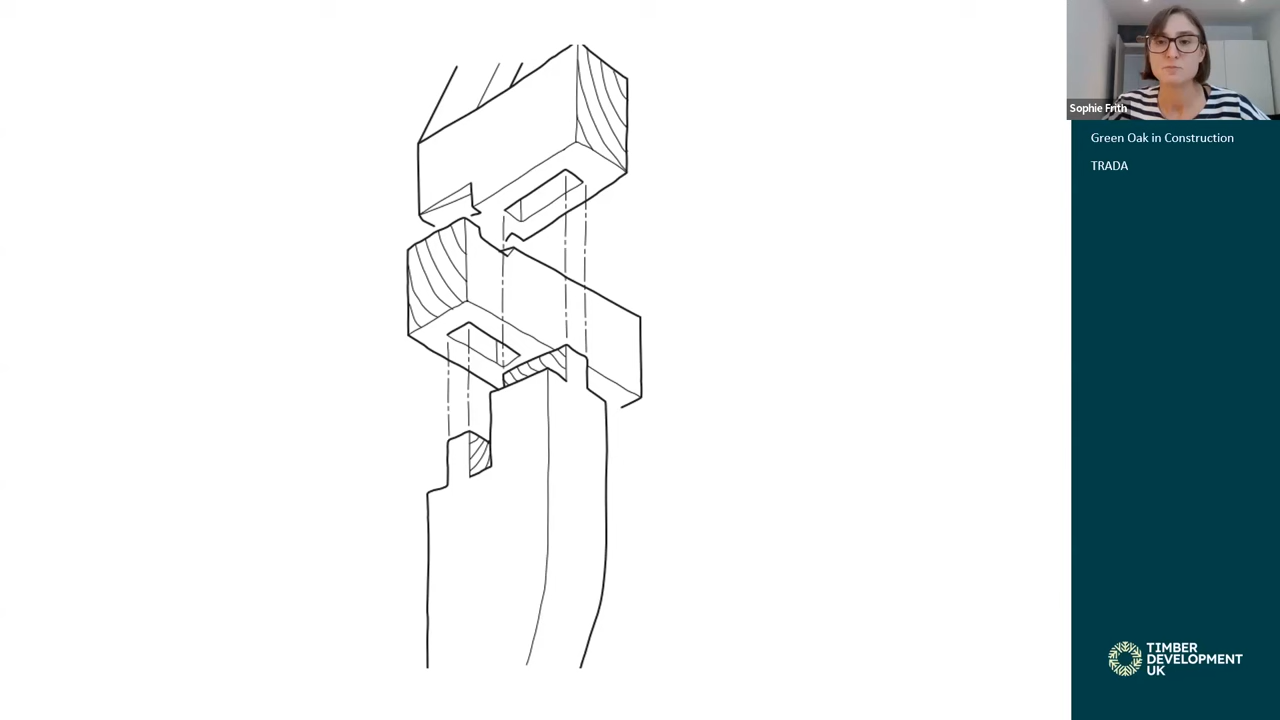 Sophie Frith
Green Oak in Construction
TRADA
TIMBER
DEVELOPMENT
UK